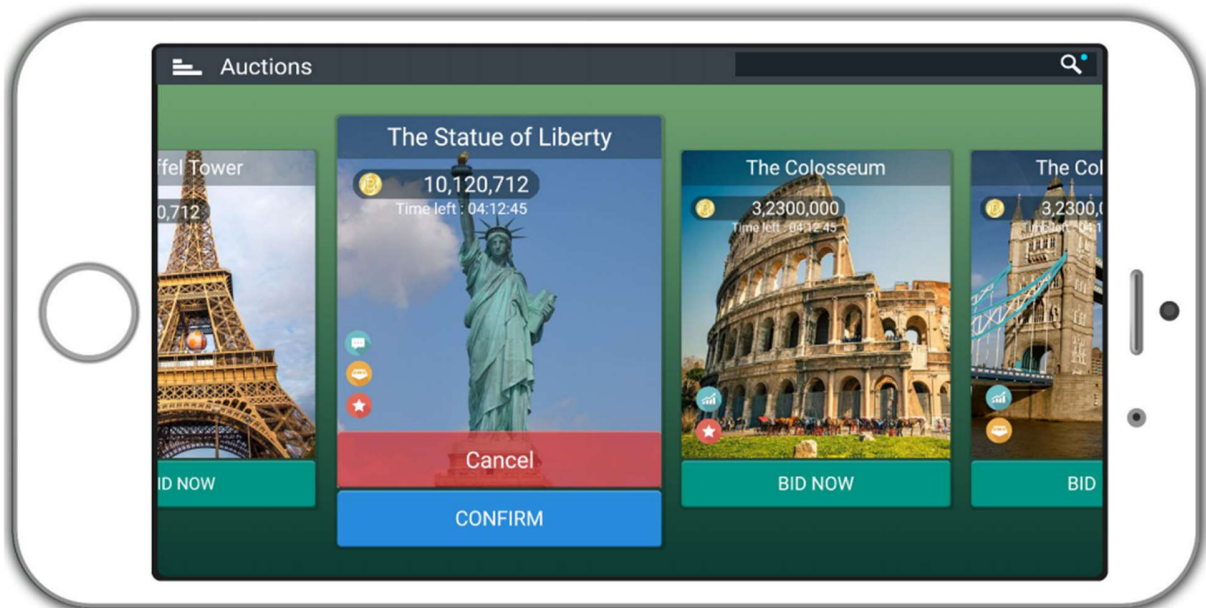 Auctions
ffel Tower
0,712
ID NOW
The Statue of Liberty
10,120,712
Time left : 04:12:45
Cancel
CONFIRM
The Colosseum
3,2300,000
Time left : 04:12:45
BID NOW
The Col
3,2300,0
BID